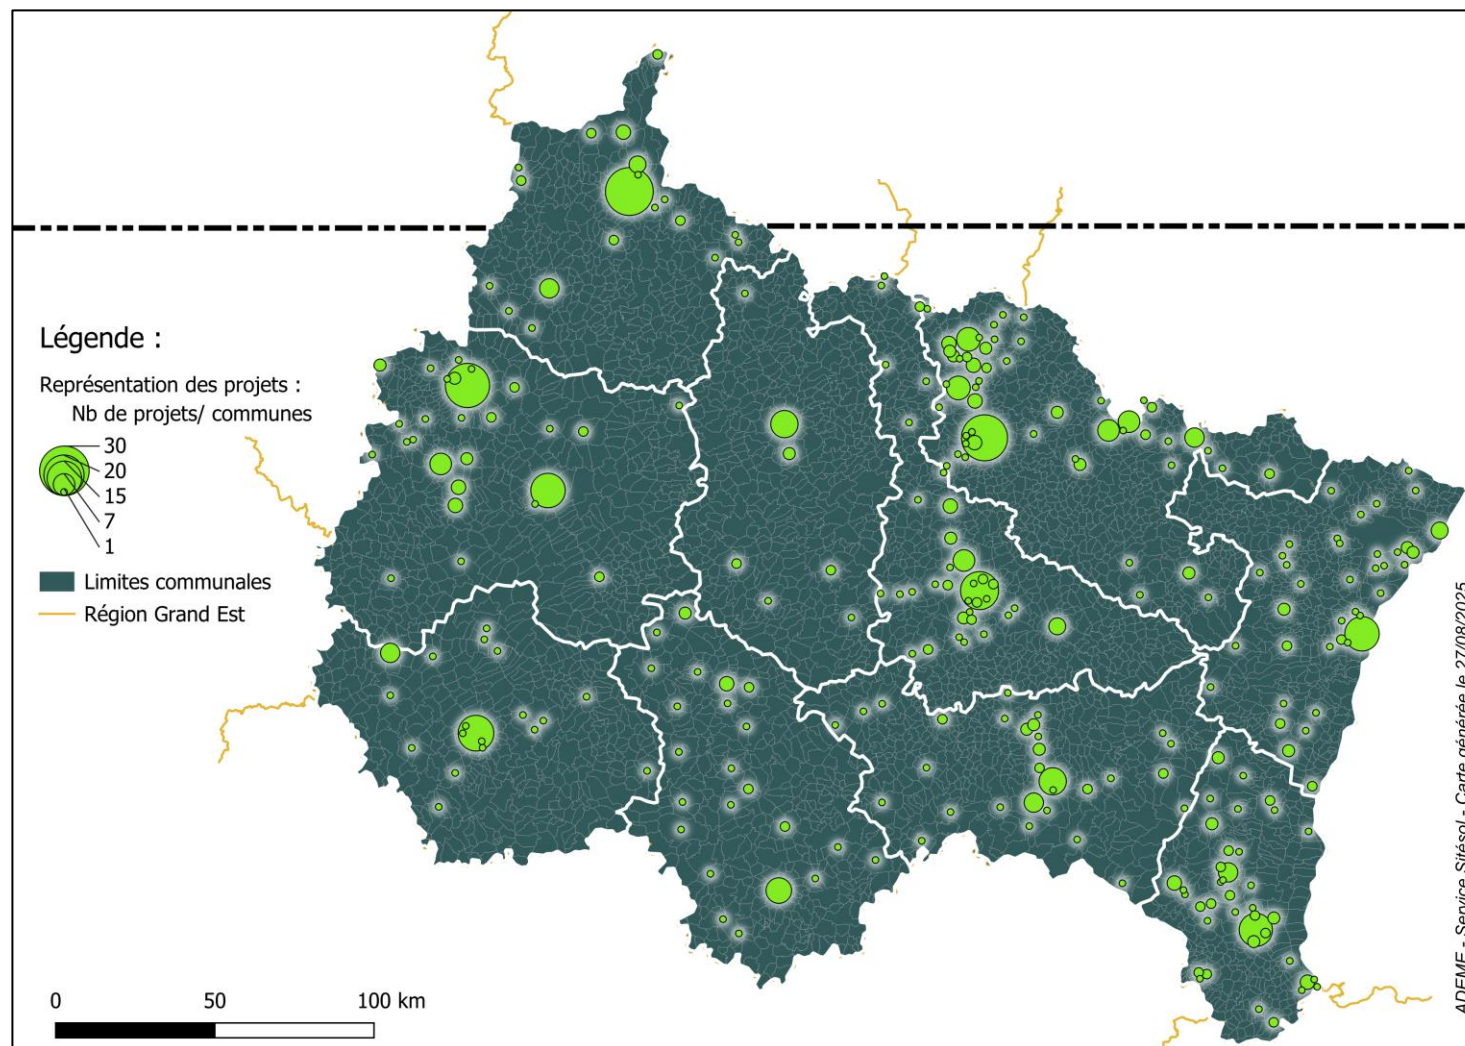 Légende :
Représentation des projets :
Nb de projets/ communes
30
20
15
7
1
Limites communales
Région Grand Est
0 50 100 km
ADEME - Service Sitésol - Carte générée le 27/08/2025